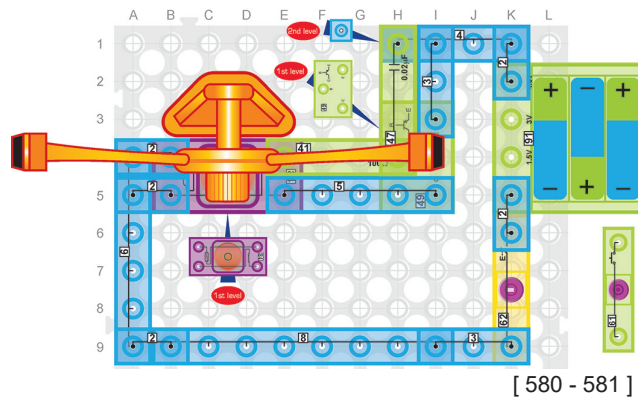 A B C D E F G H I J K L
2nd level
1 4
0.02µF
2
1st level
2 3
3 3V
47 91
2 41 1.5V
4
100
5 2 5 49
2
6 6 E
7
1st level
8
62 61
9 2 8 3
[ 580 - 581 ]